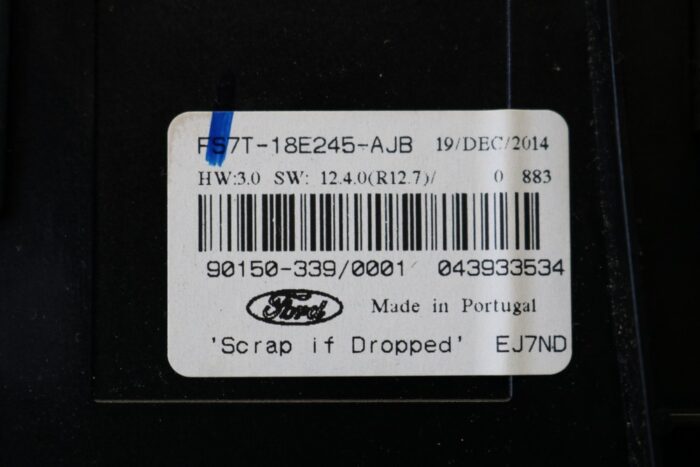 FS7T-18E245-AJB 19/DEC/2014
HW:3.0 SW: 12.4.0(R12.7)/ 0 883
90150-339/0001 043933534
Ford Made in Portugal
'Scrap if Dropped' EJ7ND